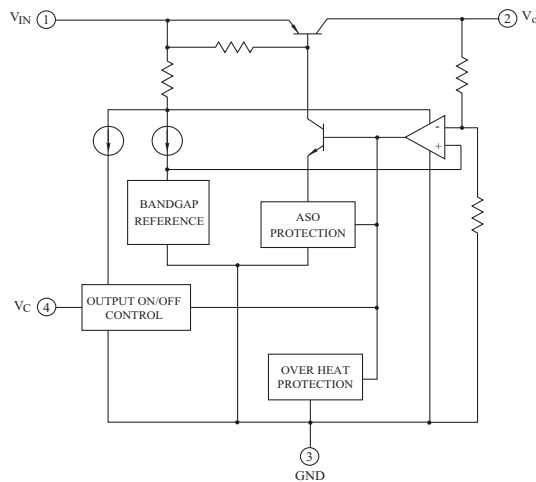 VIN 1
2 Vo
-
+
BANDGAP
REFERENCE
ASO
PROTECTION
VC 4
OUTPUT ON/OFF
CONTROL
OVER HEAT
PROTECTION
3
GND